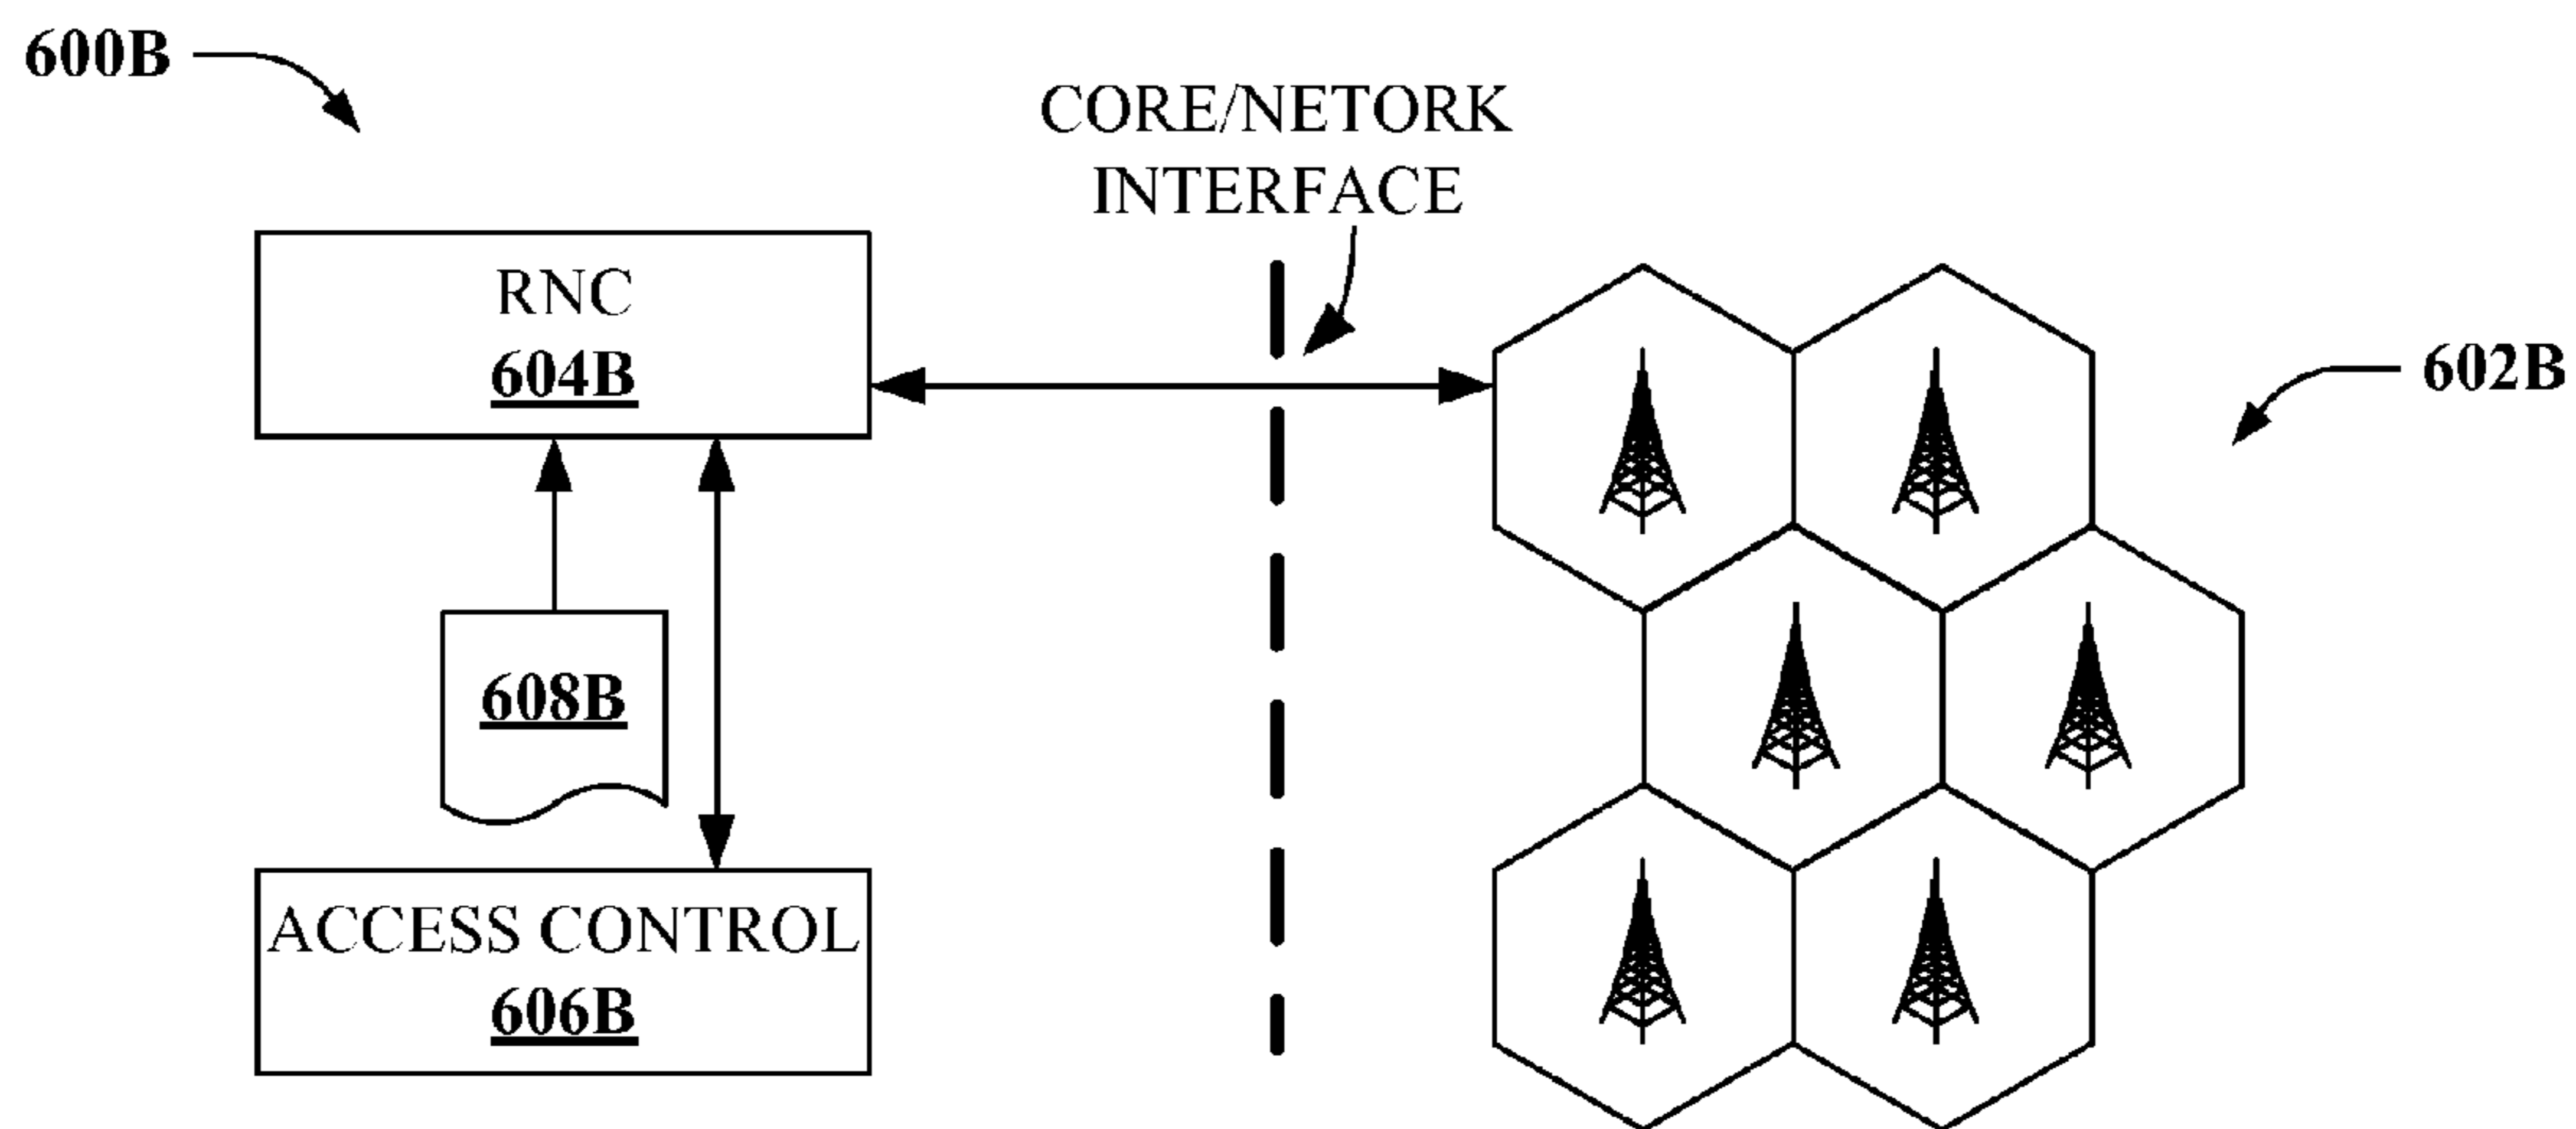 600B
CORE/NETORK
INTERFACE
RNC
604B
602B
608B
ACCESS CONTROL
606B